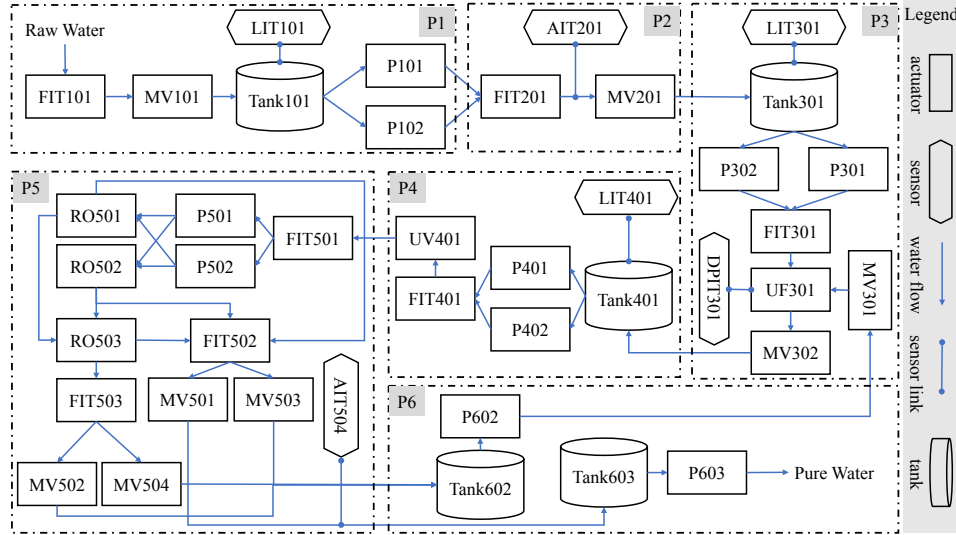 P1
Raw Water
LIT101
FIT101
MV101
Tank101
P101
P102
P2
AIT201
FIT201
MV201
P3
LIT301
Tank301
P302
P301
FIT301
DPIT301
UF301
MV301
MV302
P4
LIT401
UV401
FIT401
P401
P402
Tank401
P5
RO501
P501
FIT501
RO502
P502
RO503
FIT502
FIT503
MV501
MV503
AIT504
MV502
MV504
P6
P602
Tank602
Tank603
P603
Pure Water
Legend
actuator
sensor
water flow
sensor link
tank